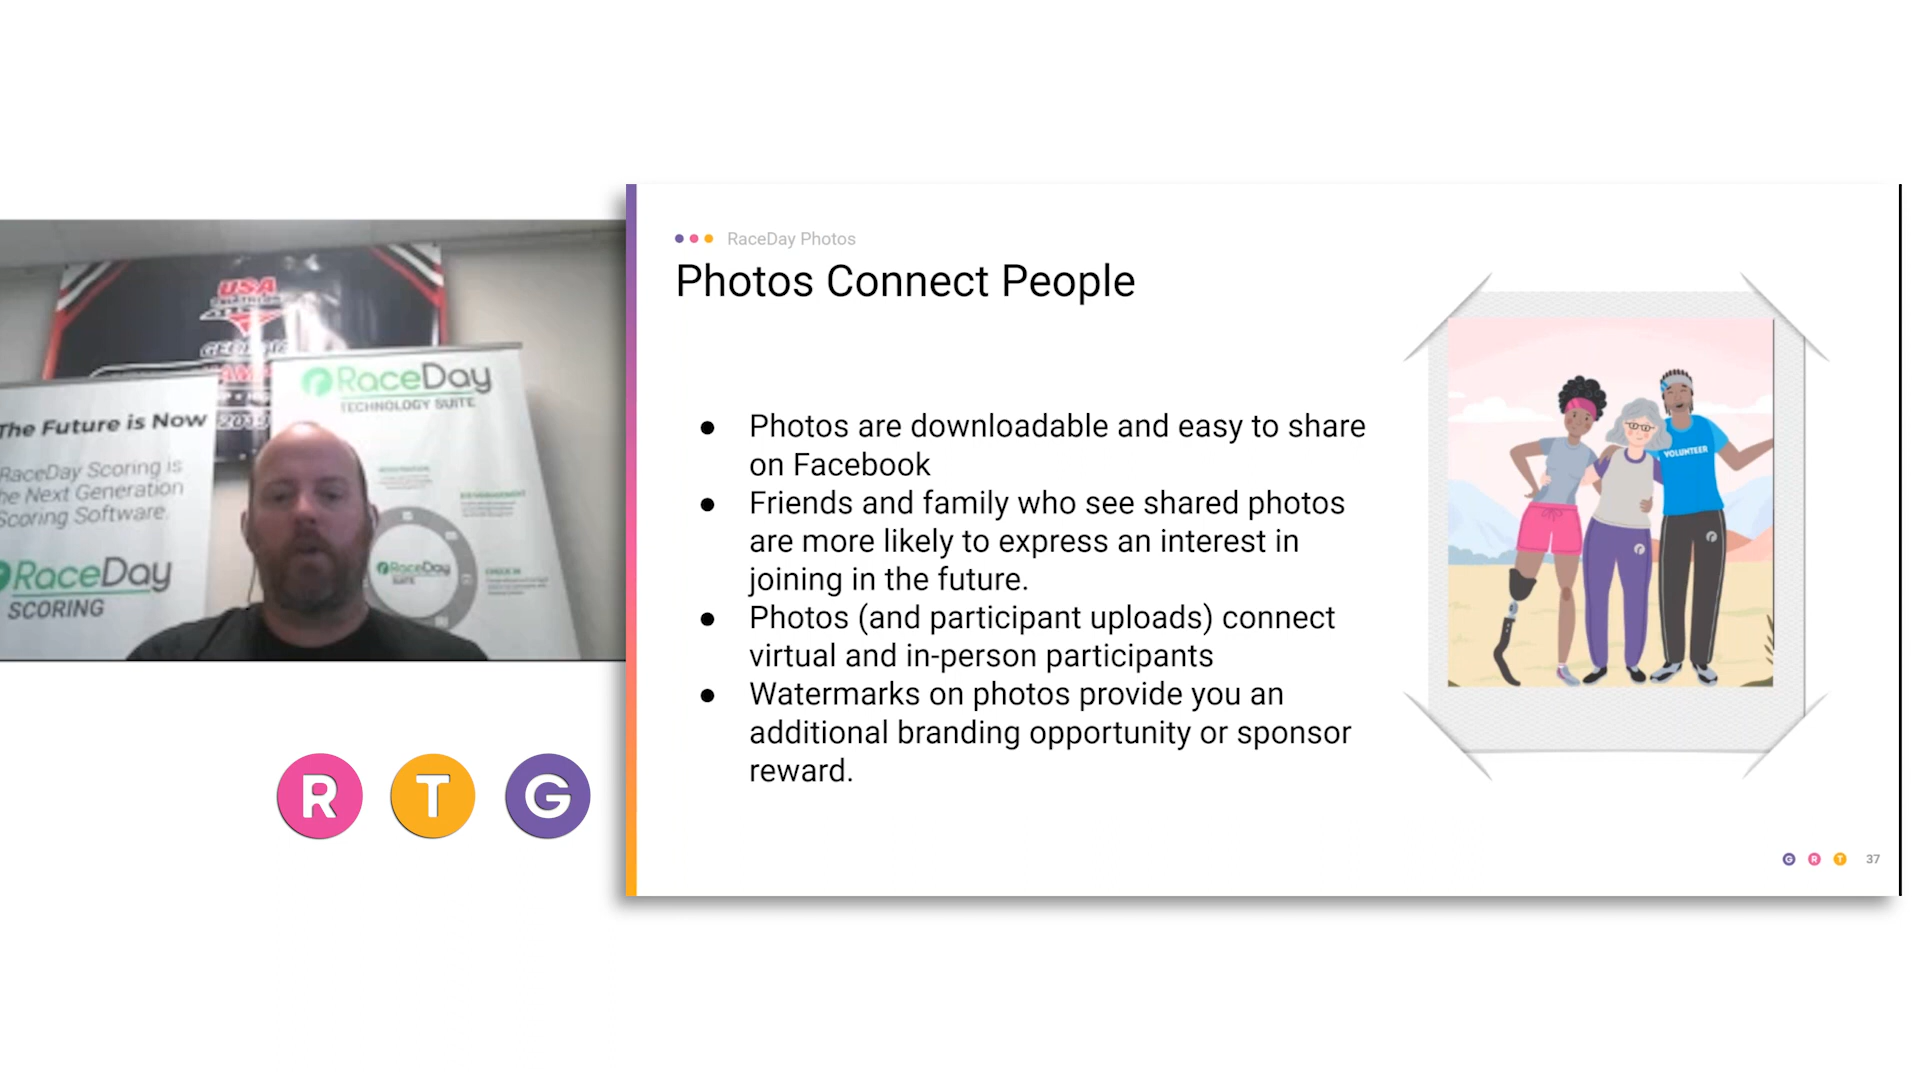 USA
GEORGIA
2019
The Future is Now
RaceDay Scoring is
the Next Generation
Scoring Software.
RaceDay
SCORING
RaceDay
TECHNOLOGY SUITE
RaceDay
SUITE
CHECK IN
R T G
RaceDay Photos
Photos Connect People
● Photos are downloadable and easy to share
on Facebook
● Friends and family who see shared photos
are more likely to express an interest in
joining in the future.
● Photos (and participant uploads) connect
virtual and in-person participants
● Watermarks on photos provide you an
additional branding opportunity or sponsor
reward.
VOLUNTEER
G R T 37